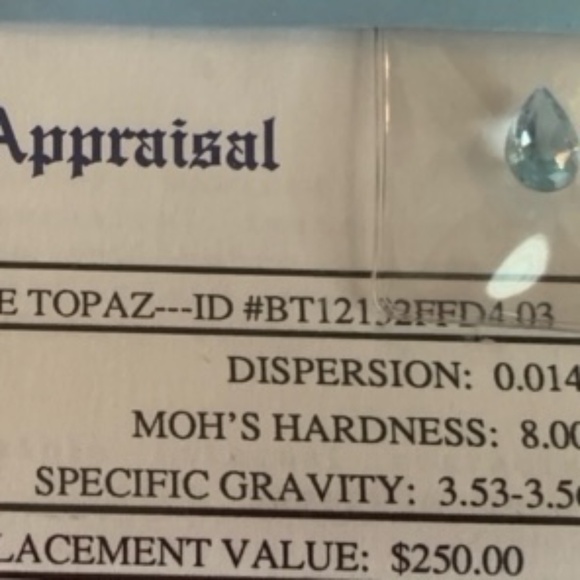 Appraisal
E TOPAZ---ID
DISPERSION: 0.014
MOH'S HARDNESS: 8.00
SPECIFIC GRAVITY: 3.53-3.56
LACEMENT VALUE: $250.00